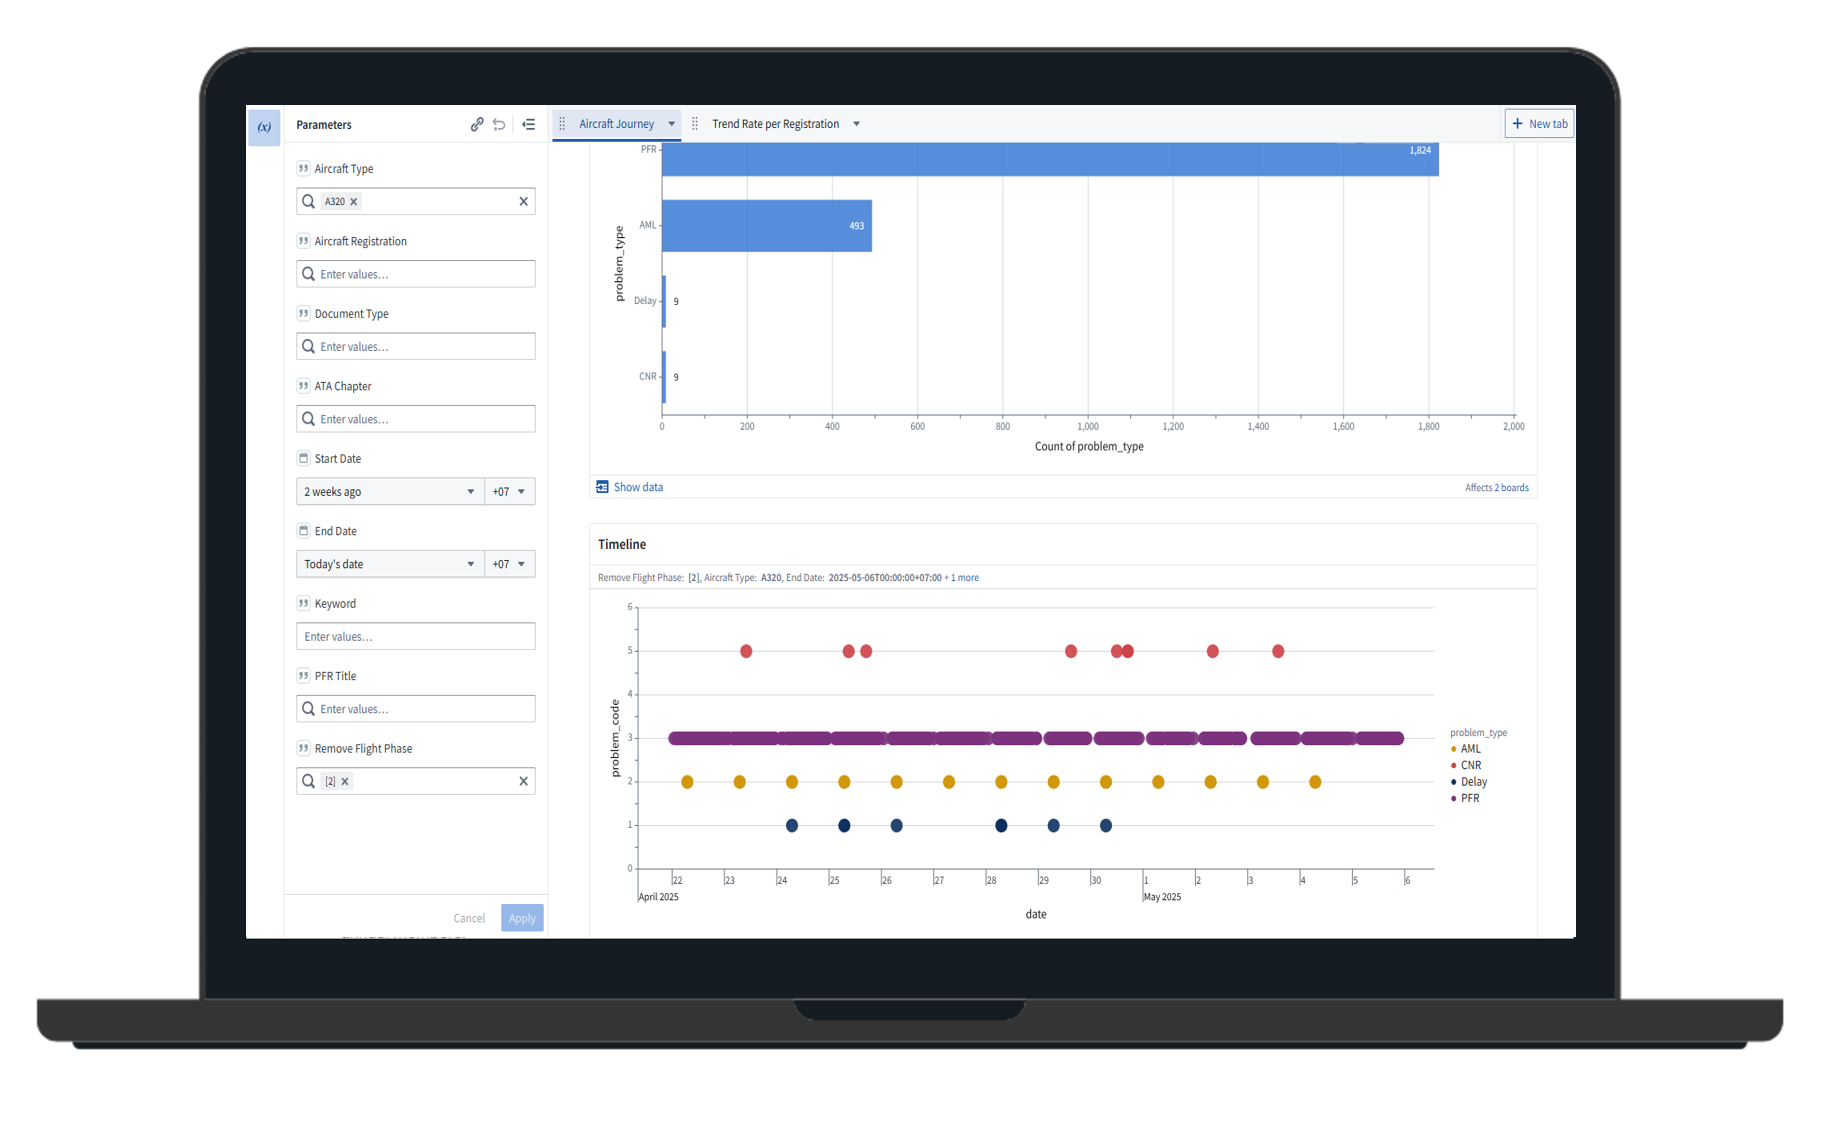 (x)
Parameters
Aircraft Journey
Trend Rate per Registration
+ New tab
Aircraft Type
A320
Aircraft Registration
Enter values...
Document Type
Enter values...
ATA Chapter
Enter values...
Start Date
2 weeks ago
+07
End Date
Today's date
+07
Keyword
Enter values...
PFR Title
Enter values...
Remove Flight Phase
[2]
Cancel
Apply
PFR
1,824
AML
493
Delay
9
CNR
9
problem_type
0 200 400 600 800 1,000 1,200 1,400 1,600 1,800 2,000
Count of problem_type
Show data
Affects 2 boards
Timeline
Remove Flight Phase: [2], Aircraft Type: A320, End Date: 2025-05-06T00:00:00+07:00 + 1 more
6
5
4
3
2
1
0
problem_code
22 23 24 25 26 27 28 29 30 1 2 3 4 5 6
April 2025 May 2025
date
problem_type
AML
CNR
Delay
PFR